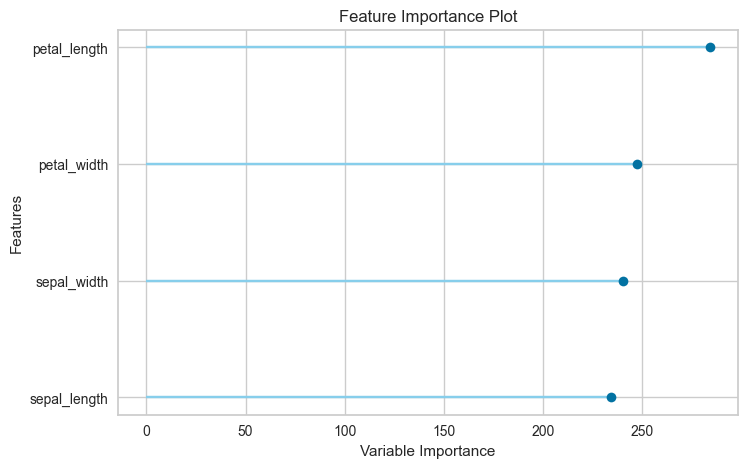 Feature Importance Plot
petal_length
petal_width
sepal_width
sepal_length
Features
0 50 100 150 200 250
Variable Importance